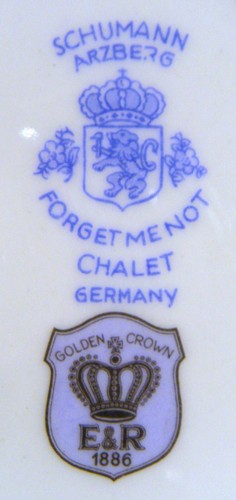 SCHUMANN
ARZBERG
FORGET ME NOT
CHALET
GERMANY
GOLDEN CROWN
E&R
1886